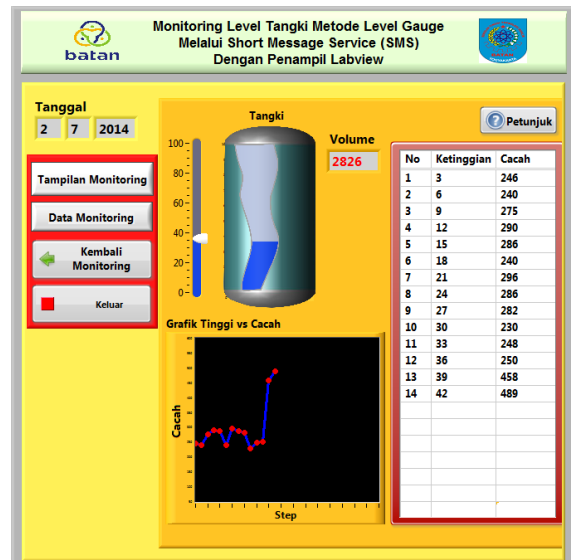 batan
Monitoring Level Tangki Metode Level Gauge
Melalui Short Message Service (SMS)
Dengan Penampil Labview
Tanggal
2 7 2014
Tampilan Monitoring
Data Monitoring
Kembali
Monitoring
Keluar
Tangki
100
80
60
40
20
0
Volume
2826
Petunjuk
Grafik Tinggi vs Cacah
Cacah
Step
No Ketinggian Cacah
1 3 246
2 6 240
3 9 275
4 12 290
5 15 286
6 18 240
7 21 296
8 24 286
9 27 282
10 30 230
11 33 248
12 36 250
13 39 458
14 42 489